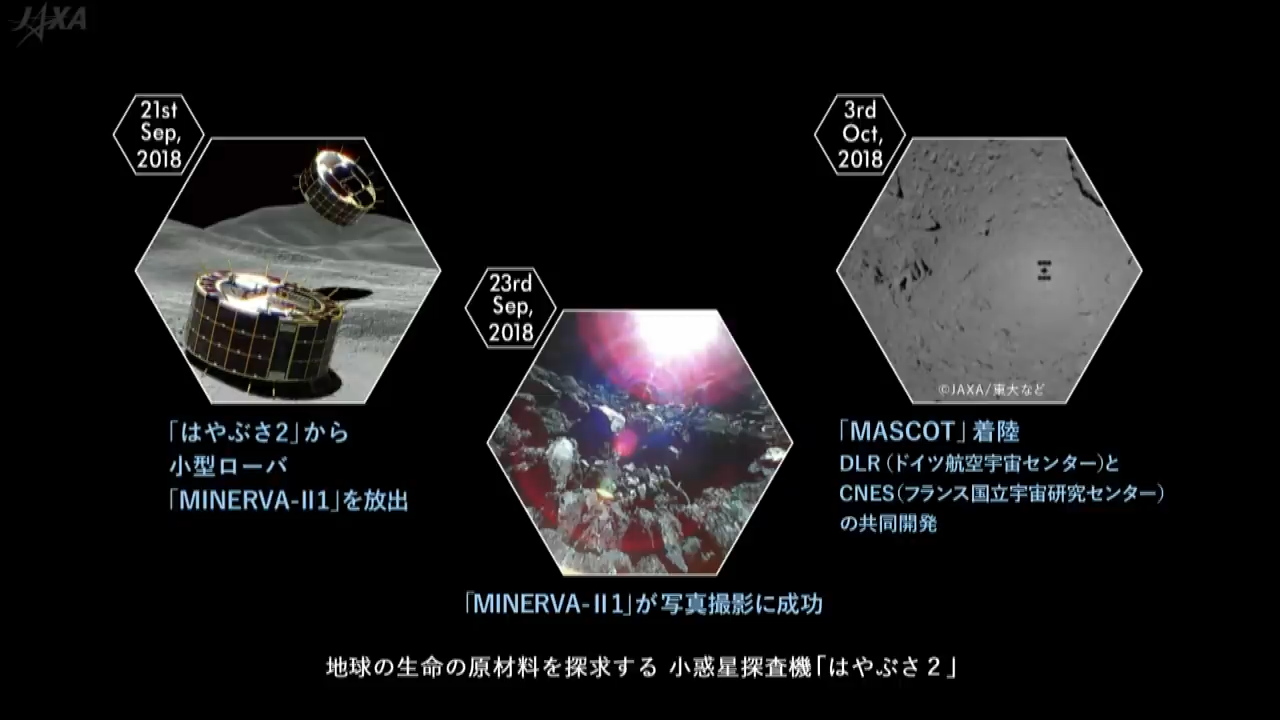 JAXA
21st
Sep,
2018
「はやぶさ2」から
小型ローバ
「MINERVA-II1」を放出
23rd
Sep,
2018
「MINERVA-II1」が写真撮影に成功
3rd
Oct,
2018
©JAXA/東大など
「MASCOT」着陸
DLR(ドイツ航空宇宙センター)と
CNES(フランス国立宇宙研究センター)
の共同開発
地球の生命の原材料を探求する 小惑星探査機「はやぶさ2」